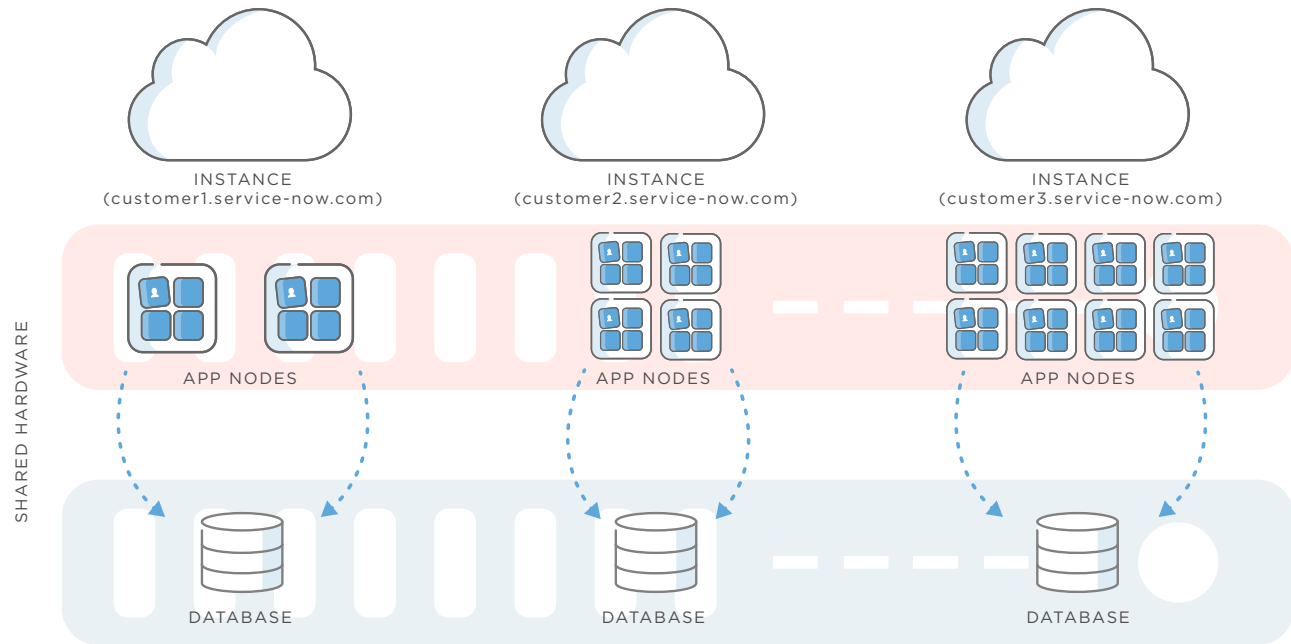 INSTANCE
(customer1.service-now.com)
INSTANCE
(customer2.service-now.com)
INSTANCE
(customer3.service-now.com)
SHARED HARDWARE
APP NODES
APP NODES
APP NODES
DATABASE
DATABASE
DATABASE